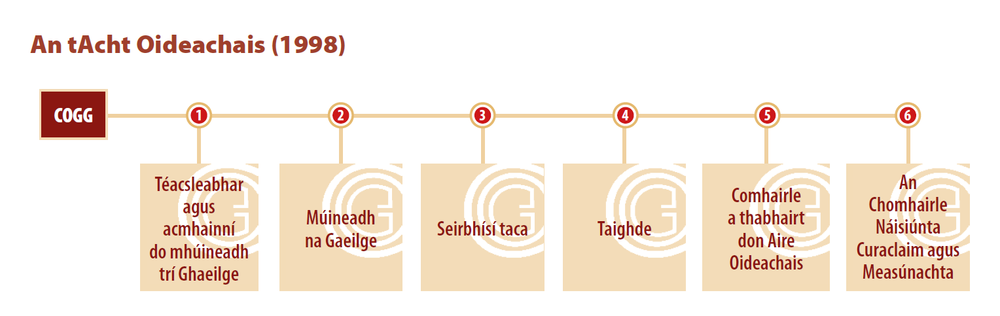 An tAcht Oideachais (1998)
COGG
1
2
3
4
5
6
Téacsleabhar
agus
acmhainní
do mhúineadh
trí Ghaeilge
Múineadh
na Gaeilge
Seirbhísí taca
Taighde
Comhairle
a thabhairt
don Aire
Oideachais
An
Chomhairle
Náisiúnta
Curaclaim agus
Measúnachta